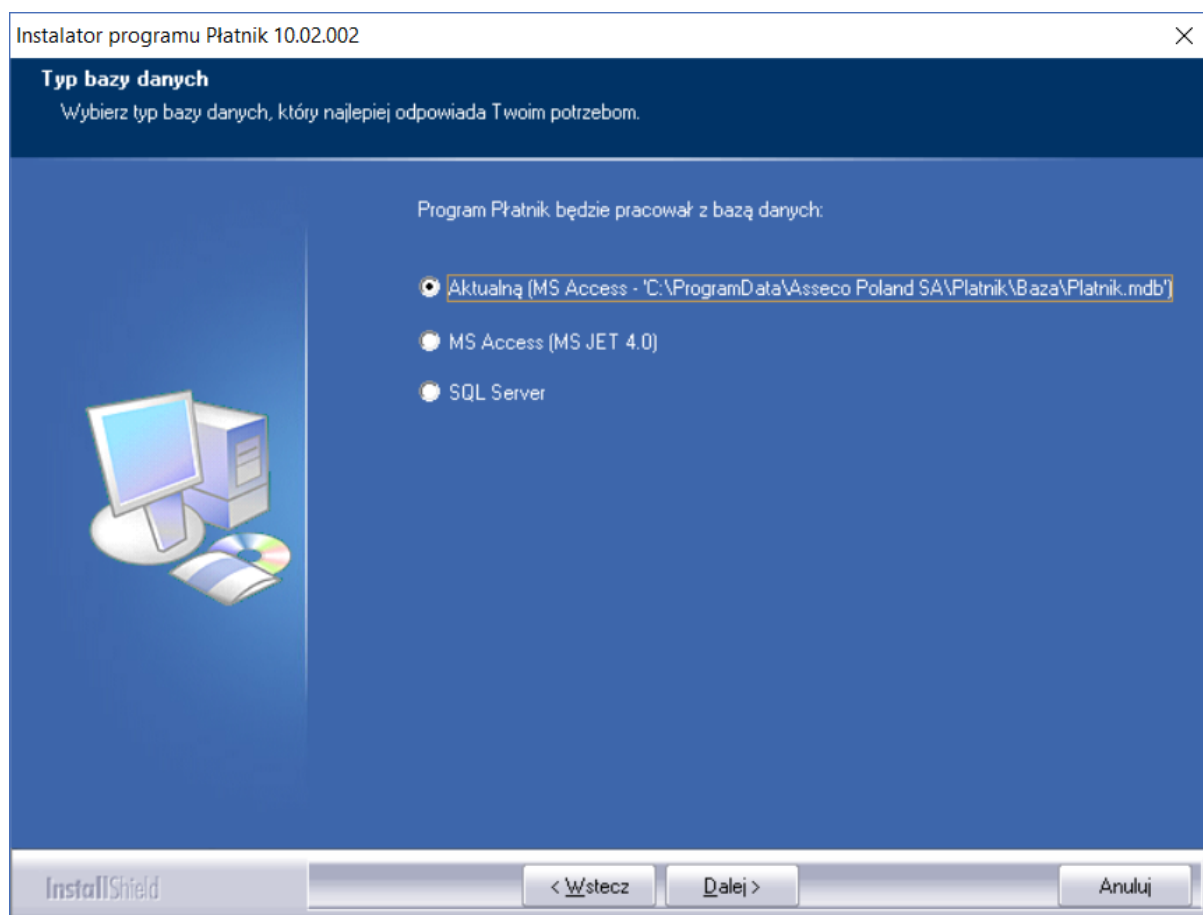 Instalator programu Płatnik 10.02.002
Typ bazy danych
Wybierz typ bazy danych, który najlepiej odpowiada Twoim potrzebom.
Program Płatnik będzie pracował z bazą danych:
Aktualną (MS Access - 'C:\ProgramData\Asseco Poland SA\Platnik\Baza\Platnik.mdb')
MS Access (MS JET 4.0)
SQL Server
InstallShield
< Wstecz
Dalej >
Anuluj